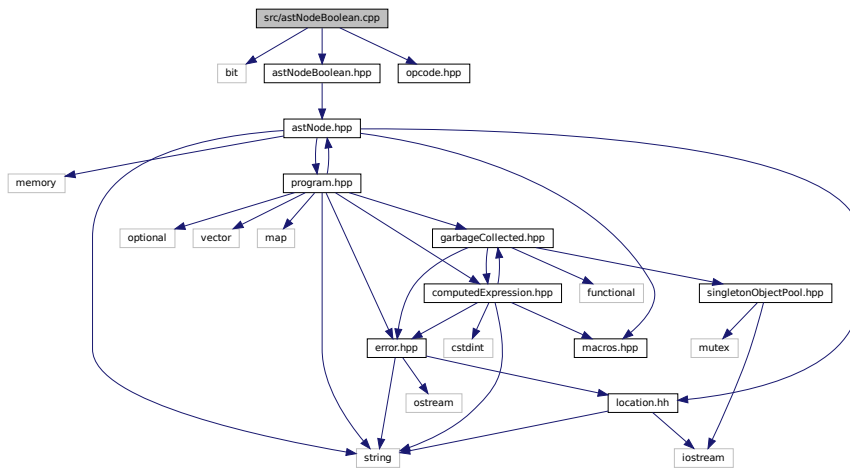 src/astNodeBoolean.cpp
bit
astNodeBoolean.hpp
opcode.hpp
astNode.hpp
memory
program.hpp
optional
vector
map
garbageCollected.hpp
computedExpression.hpp
functional
singletonObjectPool.hpp
error.hpp
cstdint
macros.hpp
mutex
ostream
location.hh
string
iostream